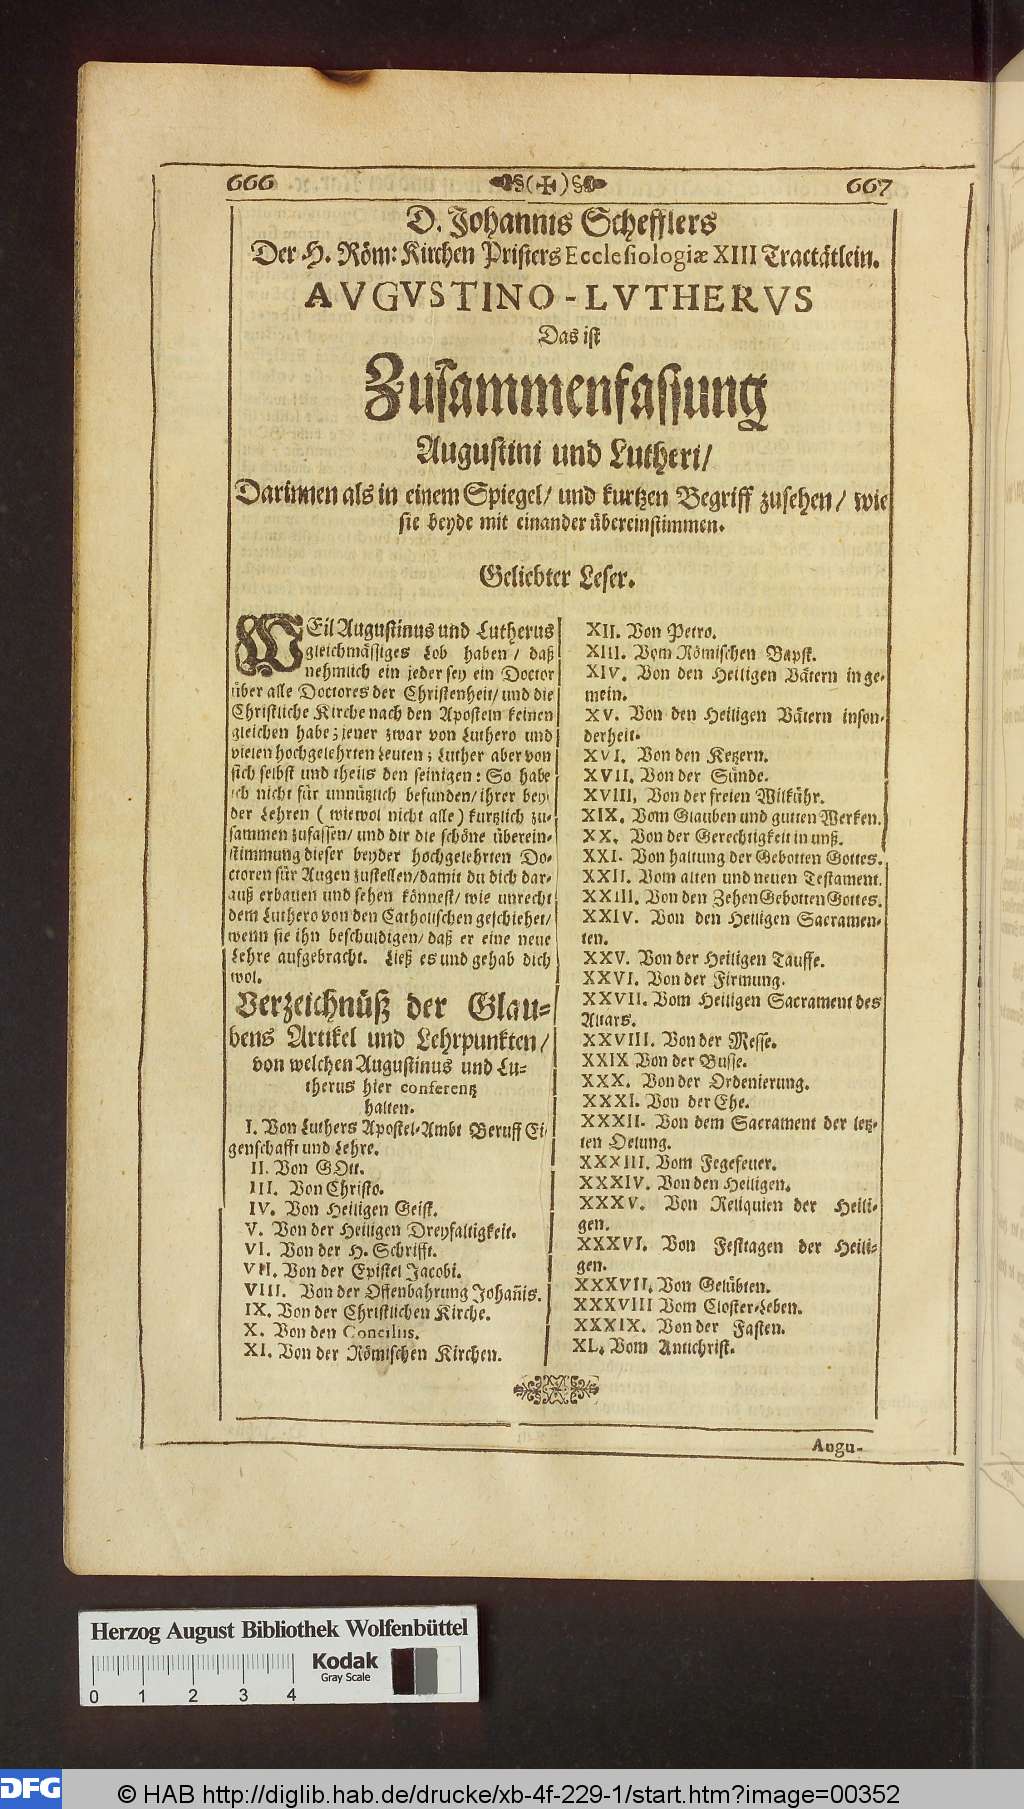 666 (✠) 667
D. Johannis Schefflers
Der H. Röm: Kirchen Pristers Ecclesiologiæ XIII Tractätlein.
AVGVSTINO-LVTHERVS
Das ist
Zusammenfassung
Augustini und Lutheri/
Darinnen als in einem Spiegel/ und kurtzen Begriff zusehen/ wie
sie beyde mit einander übereinstimmen.
Geliebter Leser.
WEil Augustinus und Lutherus
gleichmässiges Lob haben/ daß
nehmlich ein jeder sey ein Doctor
über alle Doctores der Christenheit/ und die
Christliche Kirche nach den Aposteln keinen
gleichen habe; jener zwar von Luthero und
vielen hochgelehrten Leuten; Luther aber von
sich selbst und theils den seinigen: So habe
ich nicht für unnützlich befunden/ ihrer bey-
der Lehren (wiewol nicht alle) kurtzlich zu-
sammen zufassen/ und dir die schöne überein-
stimmung dieser beyder hochgelehrten Do-
ctoren für Augen zustellen/ damit du dich dar-
auß erbauen und sehen könnest/ wie unrecht
dem Luthero von den Catholischen geschiehet/
wenn sie ihn beschuldigen/ daß er eine neue
Lehre aufgebracht. Ließ es und gehab dich
wol.
Verzeichnüß der Glau-
bens Artikel und Lehrpunkten/
von welchen Augustinus und Lu-
therus hier conferentz
halten.
I. Von Luthers Apostel-Ambt Beruff Ei-
genschafft und Lehre.
II. Von GOtt.
III. Von Christo.
IV. Von Heiligen Geist.
V. Von der Heiligen Dreyfaltigkeit.
VI. Von der H. Schrifft.
VII. Von der Epistel Jacobi.
VIII. Von der Offenbahrung Johañis.
IX. Von der Christlichen Kirche.
X. Von den Conciliis.
XI. Von der Römischen Kirchen.
XII. Von Petro.
XIII. Vom Römischen Bapst.
XIV. Von den Heiligen Vätern in ge-
mein.
XV. Von den Heiligen Vätern inson-
derheit.
XVI. Von den Ketzern.
XVII. Von der Sünde.
XVIII. Von der freien Wilkühr.
XIX. Vom Glauben und gutten Werken.
XX. Von der Gerechtigkeit in unß.
XXI. Von haltung der Gebotten Gottes.
XXII. Vom alten und neuen Testament.
XXIII. Von den Zehen Gebotten Gottes.
XXIV. Von den Heiligen Sacramen-
ten.
XXV. Von der Heiligen Tauffe.
XXVI. Von der Firmung.
XXVII. Vom Heiligen Sacrament des
Altars.
XXVIII. Von der Messe.
XXIX Von der Busse.
XXX. Von der Ordenierung.
XXXI. Von der Ehe.
XXXII. Von dem Sacrament der letz-
ten Oelung.
XXXIII. Vom Fegefeuer.
XXXIV. Von den Heiligen.
XXXV. Von Reliquien der Heili-
gen.
XXXVI. Von Festtagen der Heili-
gen.
XXXVII. Von Gelübten.
XXXVIII Vom Closter-Leben.
XXXIX. Von der Fasten.
XL. Vom Antichrist.
Augu-
Herzog August Bibliothek Wolfenbüttel
Kodak
Gray Scale
0 1 2 3 4
DFG
© HAB http://diglib.hab.de/drucke/xb-4f-229-1/start.htm?image=00352